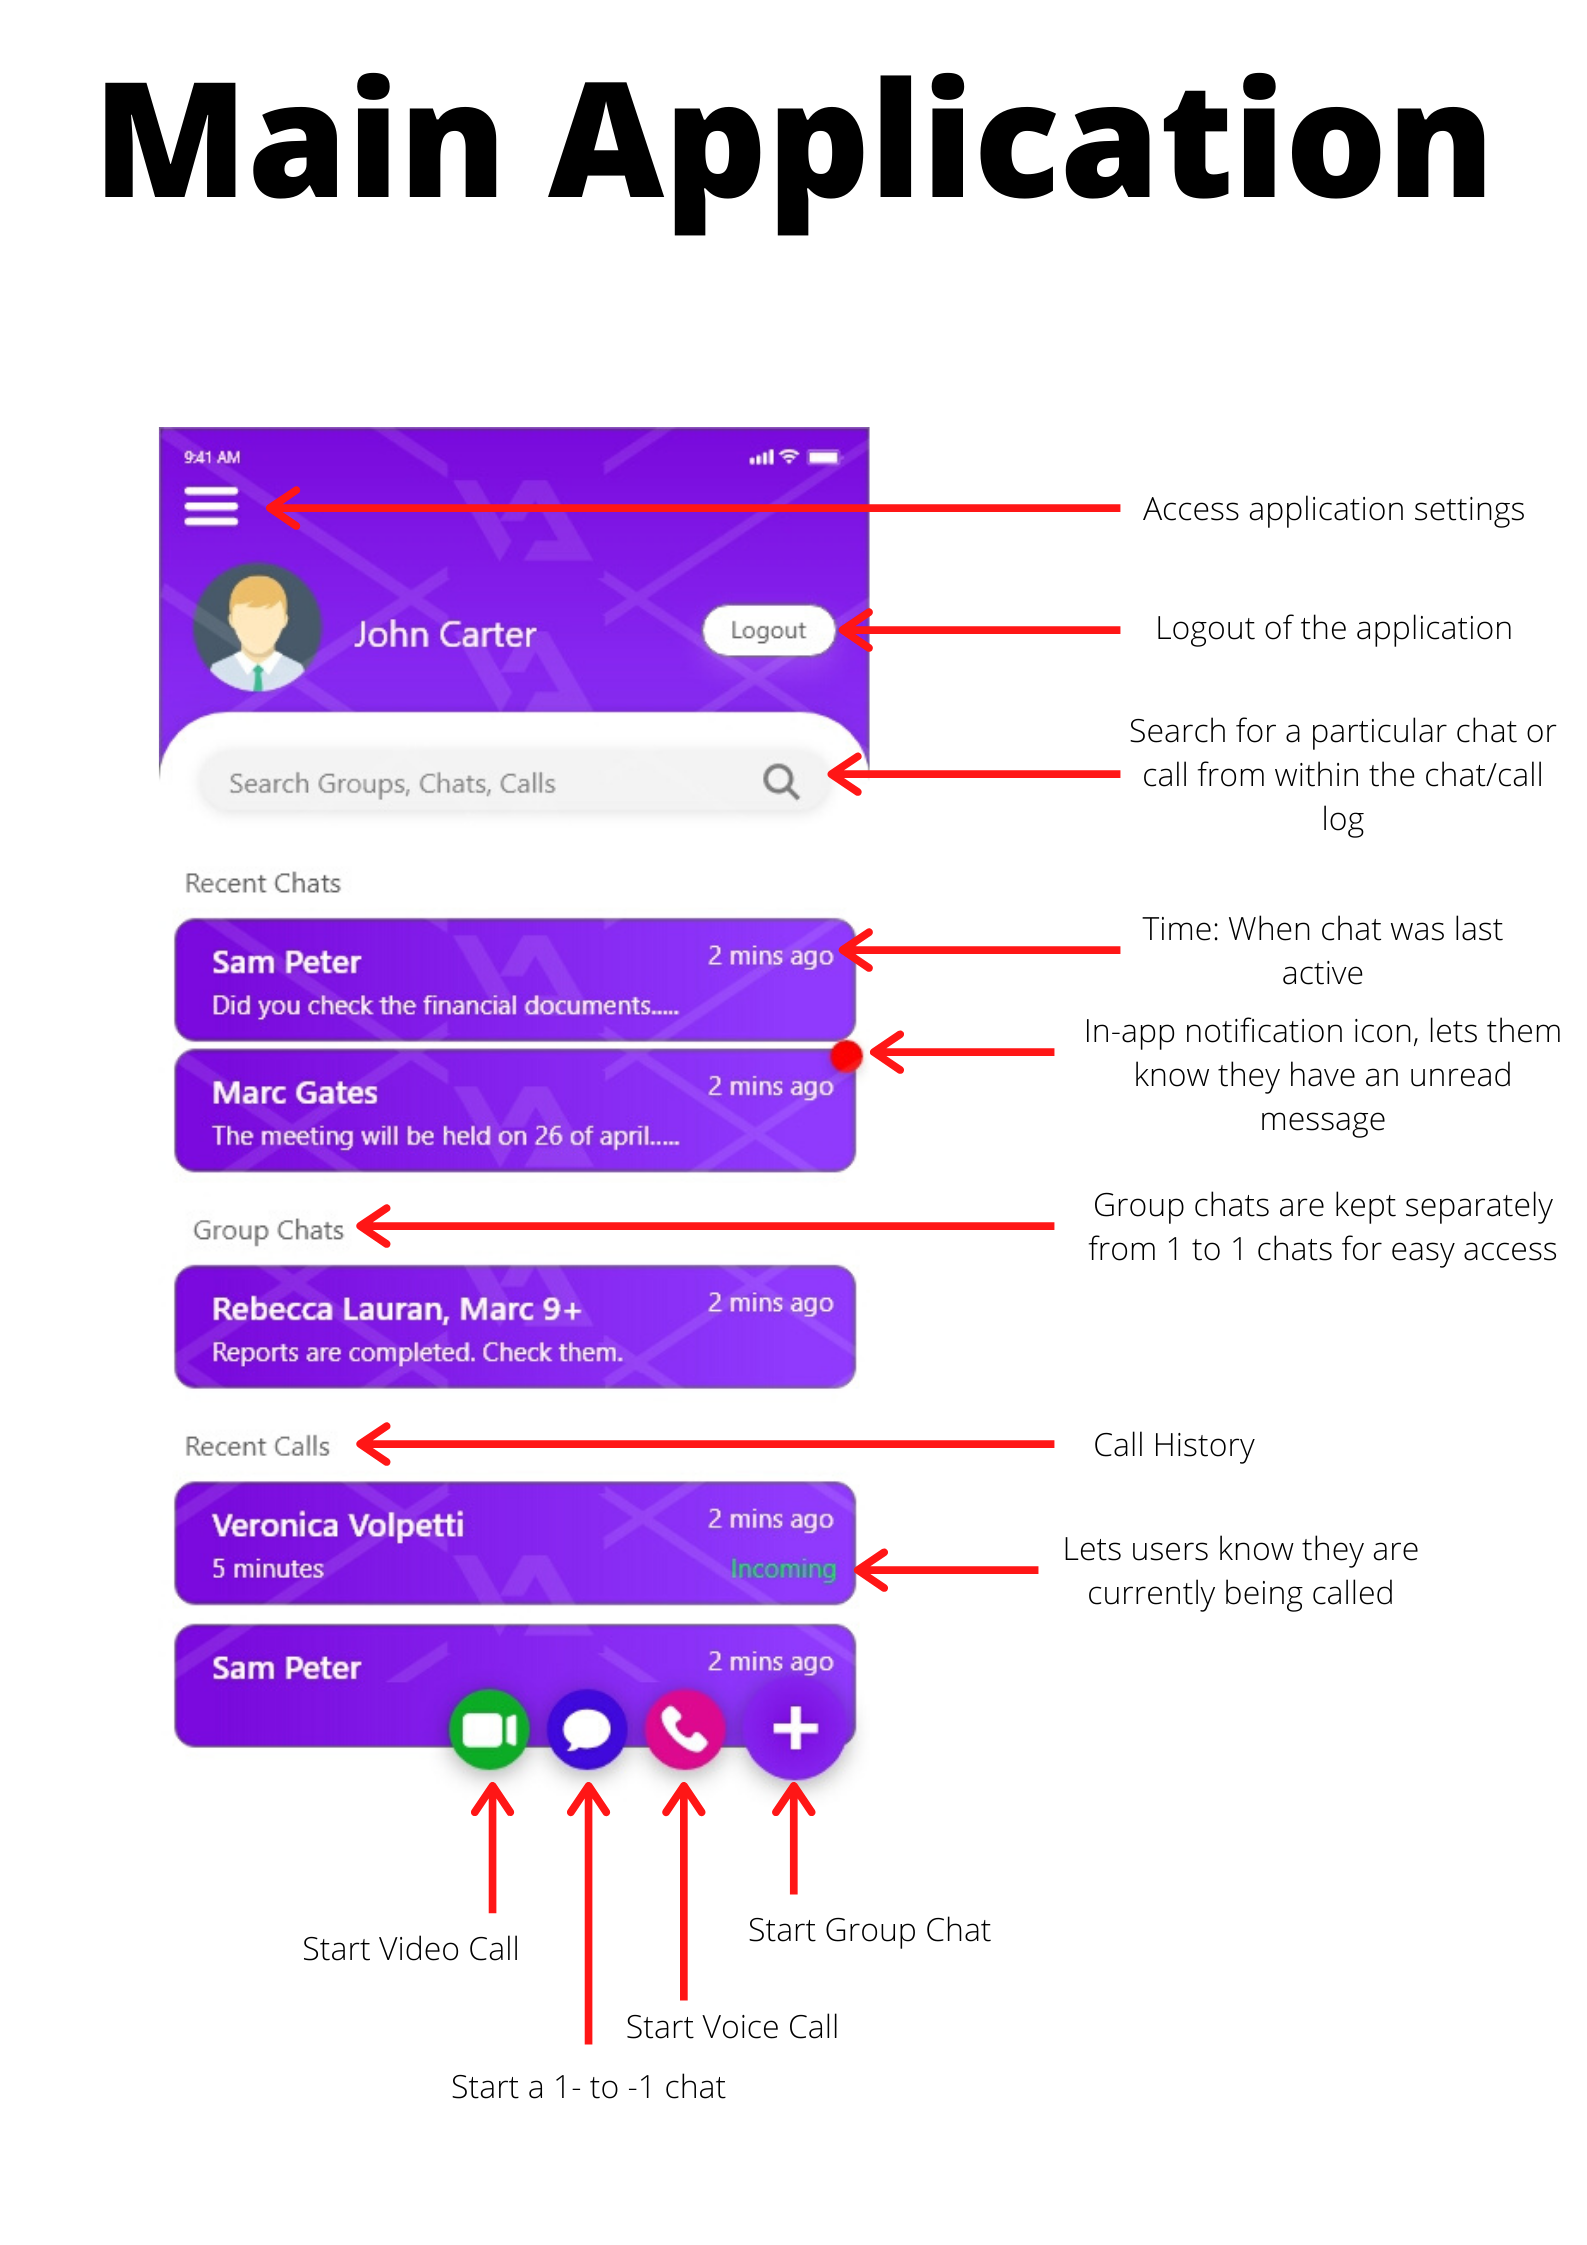 Main Application
9:41 AM
Access application settings
John Carter
Logout
Logout of the application
Search Groups, Chats, Calls
Search for a particular chat or
call from within the chat/call
log
Recent Chats
Sam Peter
2 mins ago
Did you check the financial documents.....
Time: When chat was last
active
Marc Gates
2 mins ago
The meeting will be held on 26 of april.....
In-app notification icon, lets them
know they have an unread
message
Group Chats
Group chats are kept separately
from 1 to 1 chats for easy access
Rebecca Lauran, Marc 9+
2 mins ago
Reports are completed. Check them.
Recent Calls
Call History
Veronica Volpetti
2 mins ago
5 minutes
Incoming
Lets users know they are
currently being called
Sam Peter
2 mins ago
Start Video Call
Start Group Chat
Start Voice Call
Start a 1- to -1 chat